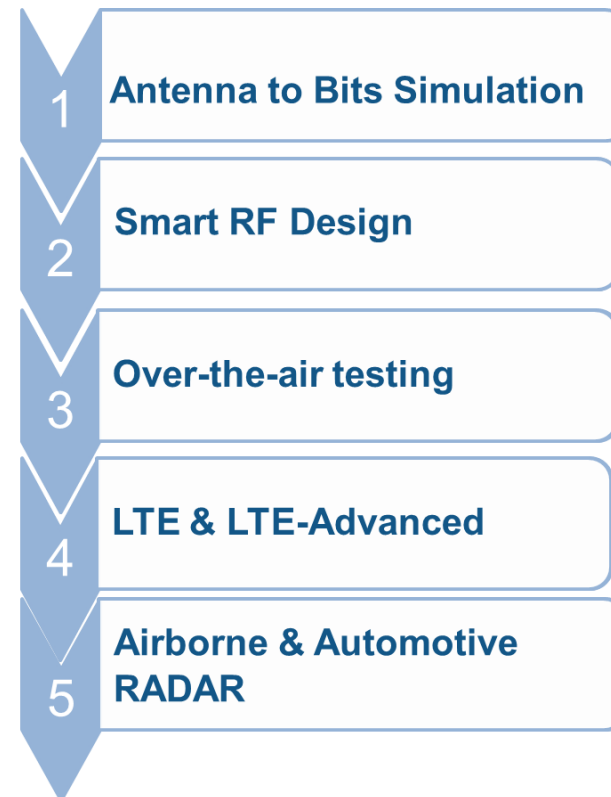 1
Antenna to Bits Simulation
2
Smart RF Design
3
Over-the-air testing
4
LTE & LTE-Advanced
5
Airborne & Automotive
RADAR